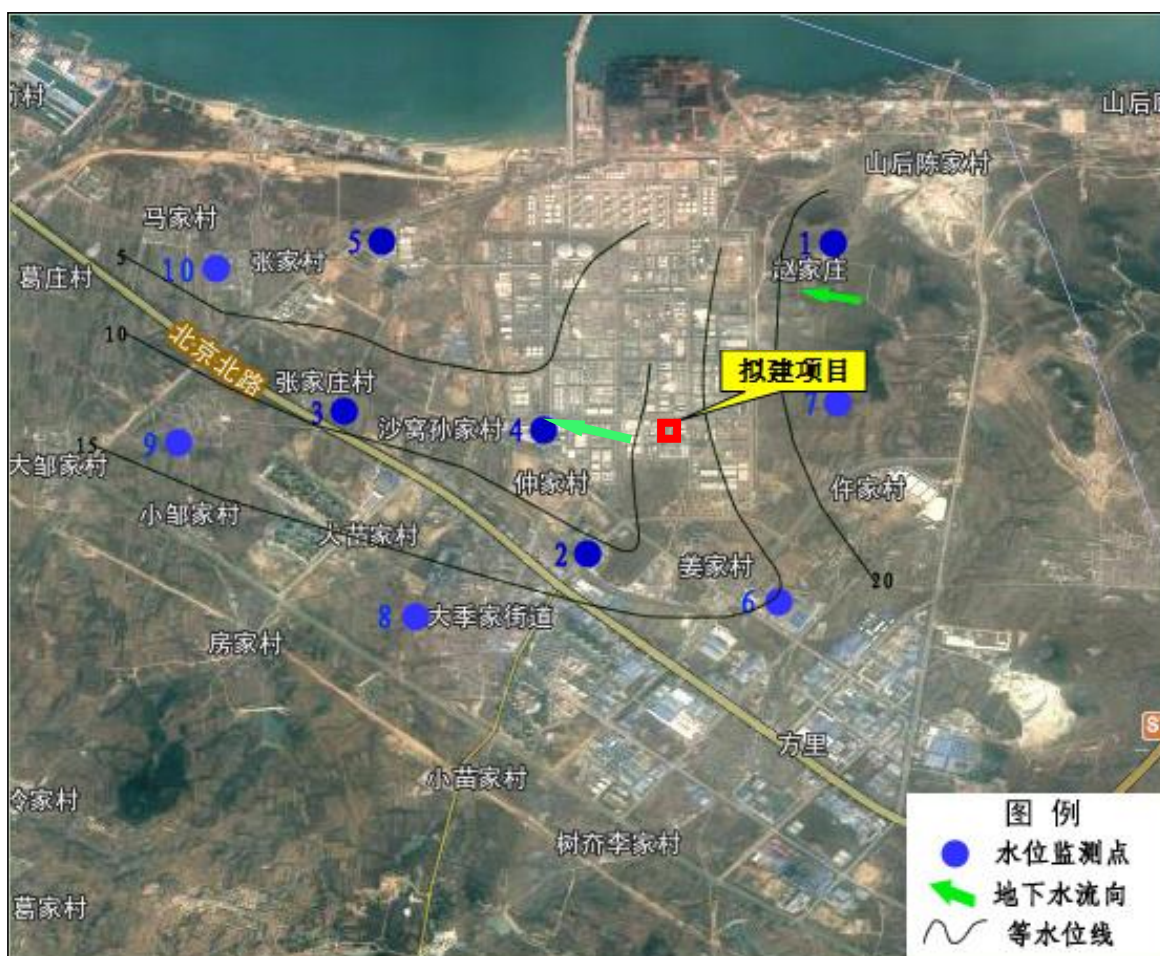 山后
山后陈家村
马家村
5
1
张家村
10
赵家庄
5
葛庄村
10
北京北路
拟建项目
张家庄村
7
3
沙窝孙家村
4
9
15
大邹家村
仲家村
仵家村
小邹家村
大苗家村
2
姜家村
20
6
8
大季家街道
房家村
方里
S
小苗家村
冷家村
树夼李家村
葛家村
图 例
水位监测点
地下水流向
等水位线